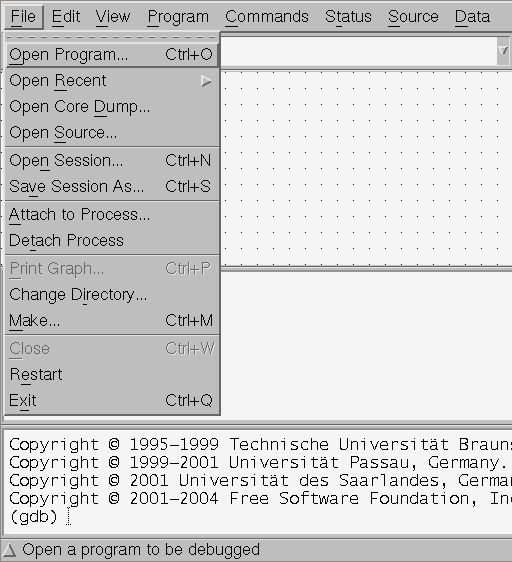 File Edit View Program Commands Status Source Data
Open Program... Ctrl+O
Open Recent
Open Core Dump...
Open Source...
Open Session... Ctrl+N
Save Session As... Ctrl+S
Attach to Process...
Detach Process
Print Graph... Ctrl+P
Change Directory...
Make... Ctrl+M
Close Ctrl+W
Restart
Exit Ctrl+Q
Copyright © 1995–1999 Technische Universität Brauns
Copyright © 1999–2001 Universität Passau, Germany.
Copyright © 2001 Universität des Saarlandes, Germa
Copyright © 2001–2004 Free Software Foundation, In
(gdb)
Open a program to be debugged